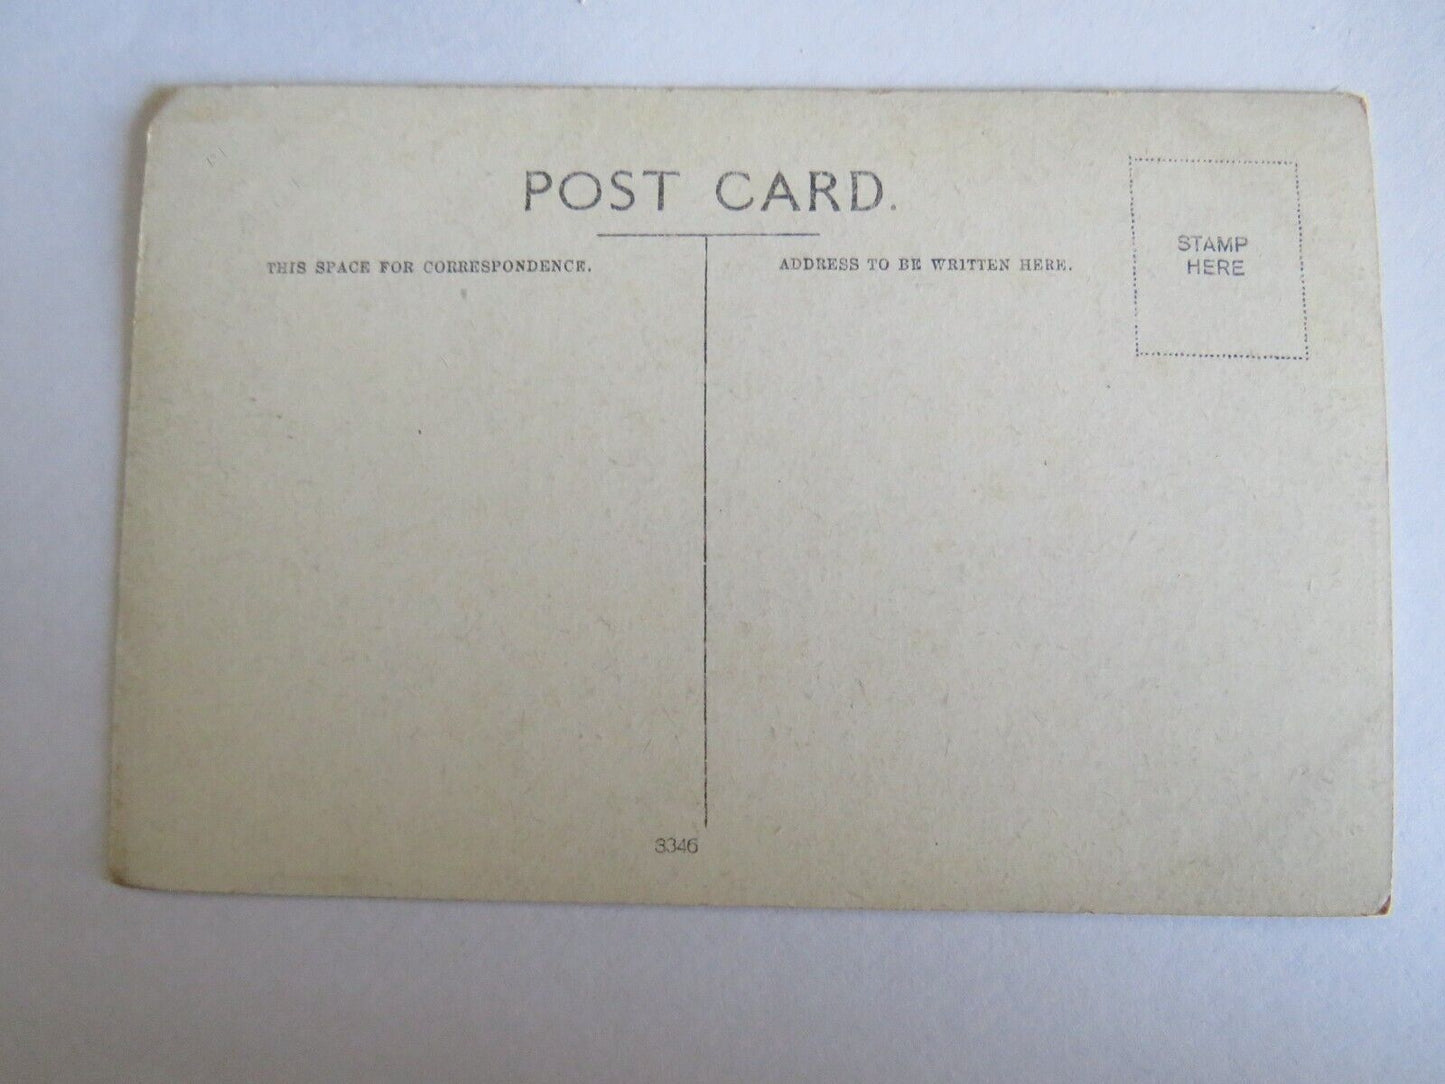 POST CARD.
THIS SPACE FOR CORRESPONDENCE.
ADDRESS TO BE WRITTEN HERE.
STAMP
HERE
3346